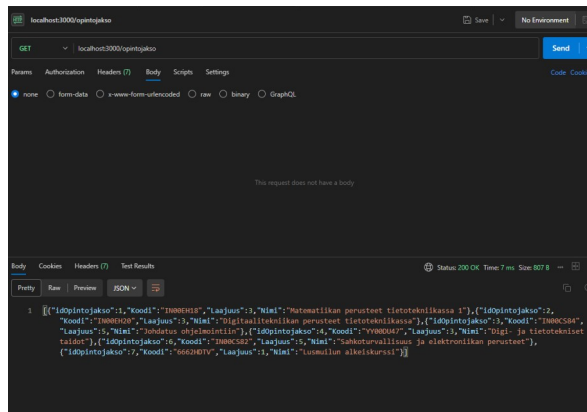 localhost:3000/opintojakso
Save
No Environment
GET
localhost:3000/opintojakso
Send
Params Authorization Headers (7) Body Scripts Settings
Code Cooki
none form-data x-www-form-urlencoded raw binary GraphQL
This request does not have a body
Body Cookies Headers (7) Test Results
Status: 200 OK Time: 7 ms Size: 807 B
Pretty Raw Preview JSON
1 [{"idOpintojakso":1,"Koodi":"IN00EH18","Laajuus":3,"Nimi":"Matematiikan perusteet tietotekniikassa 1"},{"idOpintojakso":2,
"Koodi":"IN00EH20","Laajuus":3,"Nimi":"Digitaalitekniikan perusteet tietotekniikassa"},{"idOpintojakso":3,"Koodi":"IN00CS84",
"Laajuus":5,"Nimi":"Johdatus ohjelmointiin"},{"idOpintojakso":4,"Koodi":"YY00DU47","Laajuus":3,"Nimi":"Digi- ja tietotekniset
taidot"},{"idOpintojakso":6,"Koodi":"IN00CS82","Laajuus":5,"Nimi":"Sahkoturvallisuus ja elektroniikan perusteet"},
{"idOpintojakso":7,"Koodi":"6662HDTV","Laajuus":1,"Nimi":"Lusmuilun alkeiskurssi"}]